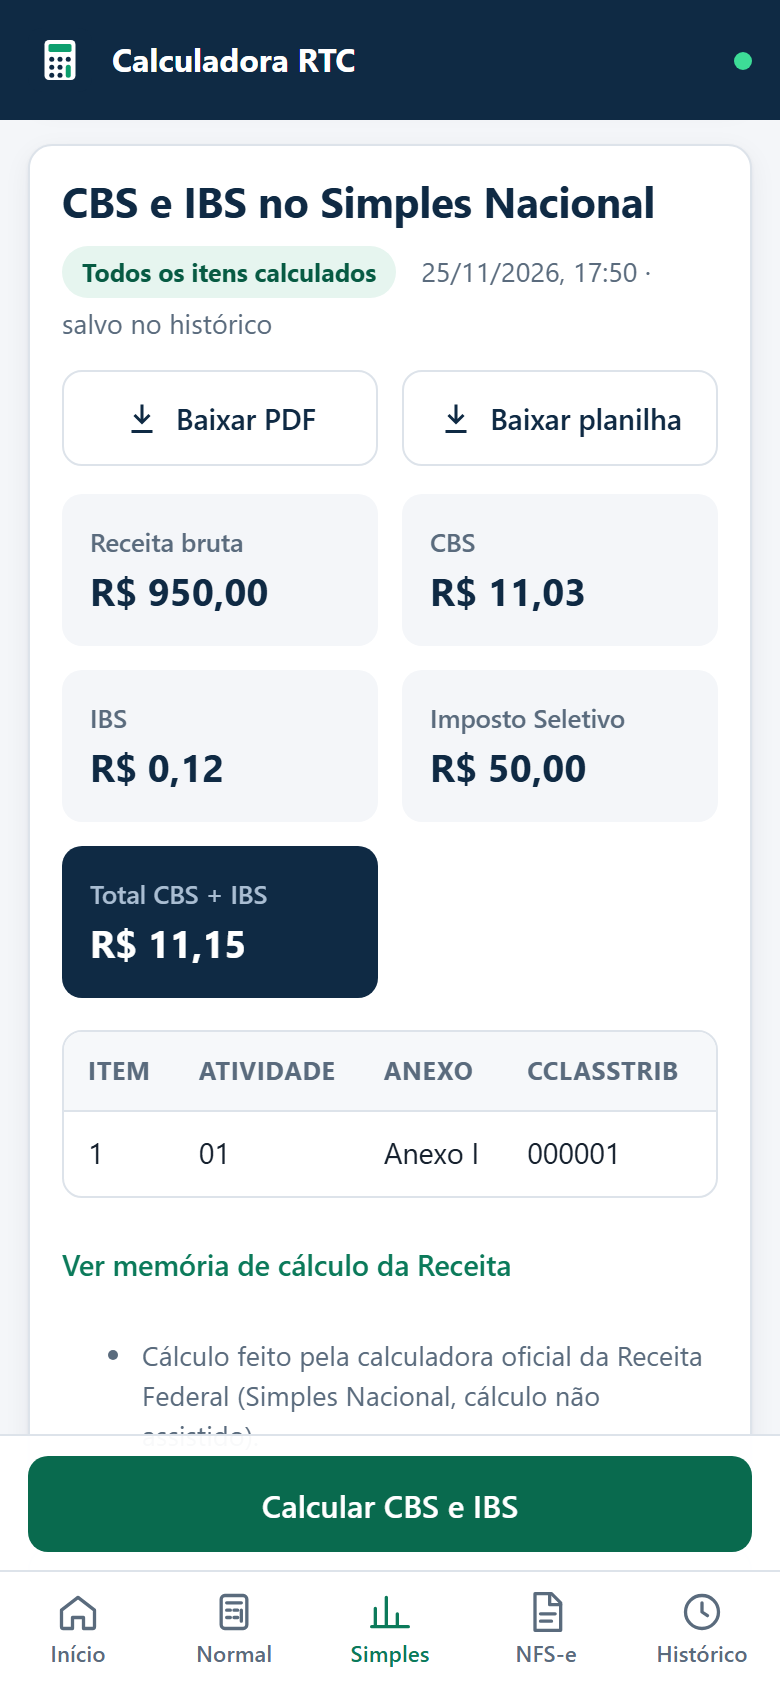 Calculadora RTC
CBS e IBS no Simples Nacional
Todos os itens calculados 25/11/2026, 17:50 ·
salvo no histórico
Baixar PDF
Baixar planilha
Receita bruta
R$ 950,00
CBS
R$ 11,03
IBS
R$ 0,12
Imposto Seletivo
R$ 50,00
Total CBS + IBS
R$ 11,15
ITEM ATIVIDADE ANEXO CCLASSTRIB
1 01 Anexo I 000001
Ver memória de cálculo da Receita
• Cálculo feito pela calculadora oficial da Receita
Federal (Simples Nacional, cálculo não
assistido).
Calcular CBS e IBS
Início Normal Simples NFS-e Histórico